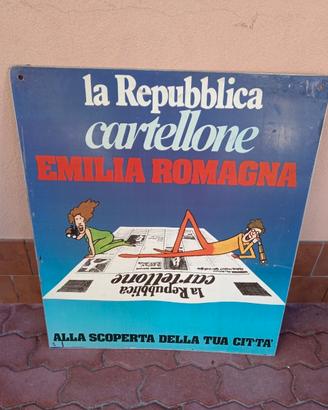 la Repubblica
cartellone
EMILIA ROMAGNA
cartellone
la Repubblica
ALLA SCOPERTA DELLA TUA CITTA'